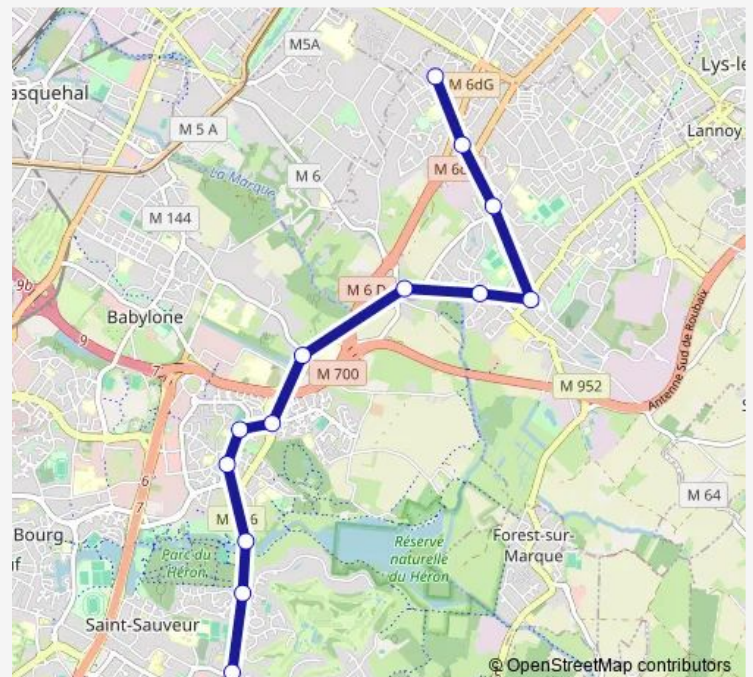 M5A
M 6dG
Lys-le
asquehal
M 5 A
Lannoy
M 6
La Marque
M 144
9b
M 6 D
Babylone
9
7
M 700
Antenne Sud de Roubaix
M 952
6
7
M 64
Bourg
Forest-sur-
Marque
Réserve
naturelle
du Héron
Parc du
Héron
Saint-Sauveur
© OpenStreetMap contributors